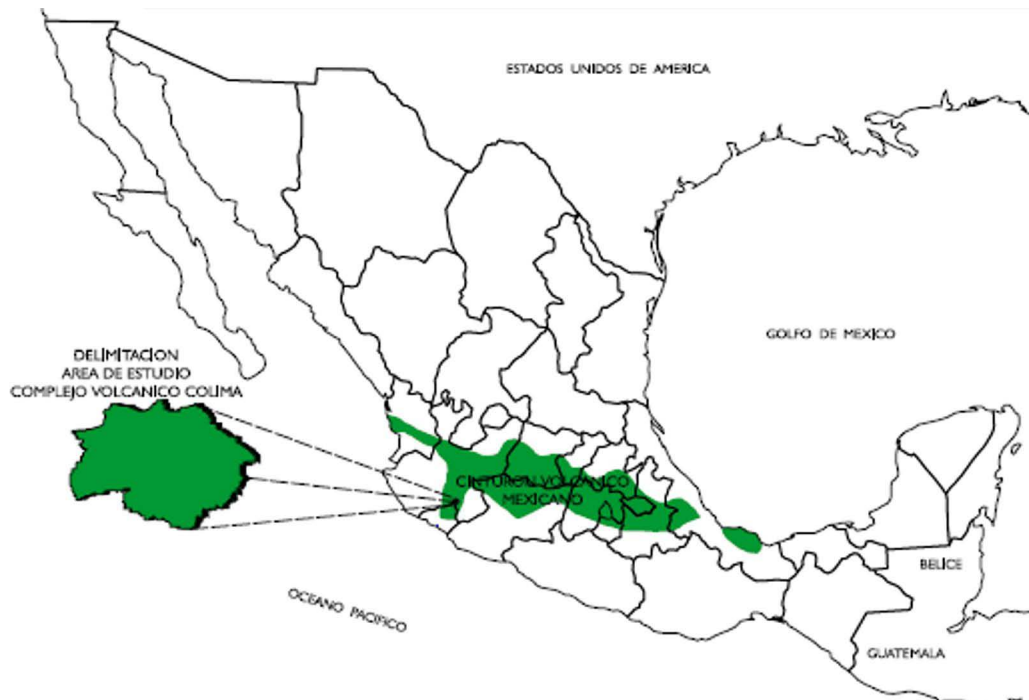 ESTADOS UNIDOS DE AMERICA
GOLFO DE MEXICO
DELIMITACION
AREA DE ESTUDIO
COMPLEJO VOLCANICO COLIMA
CINTURON VOLCANICO
MEXICANO
BELICE
OCEANO PACIFICO
GUATEMALA